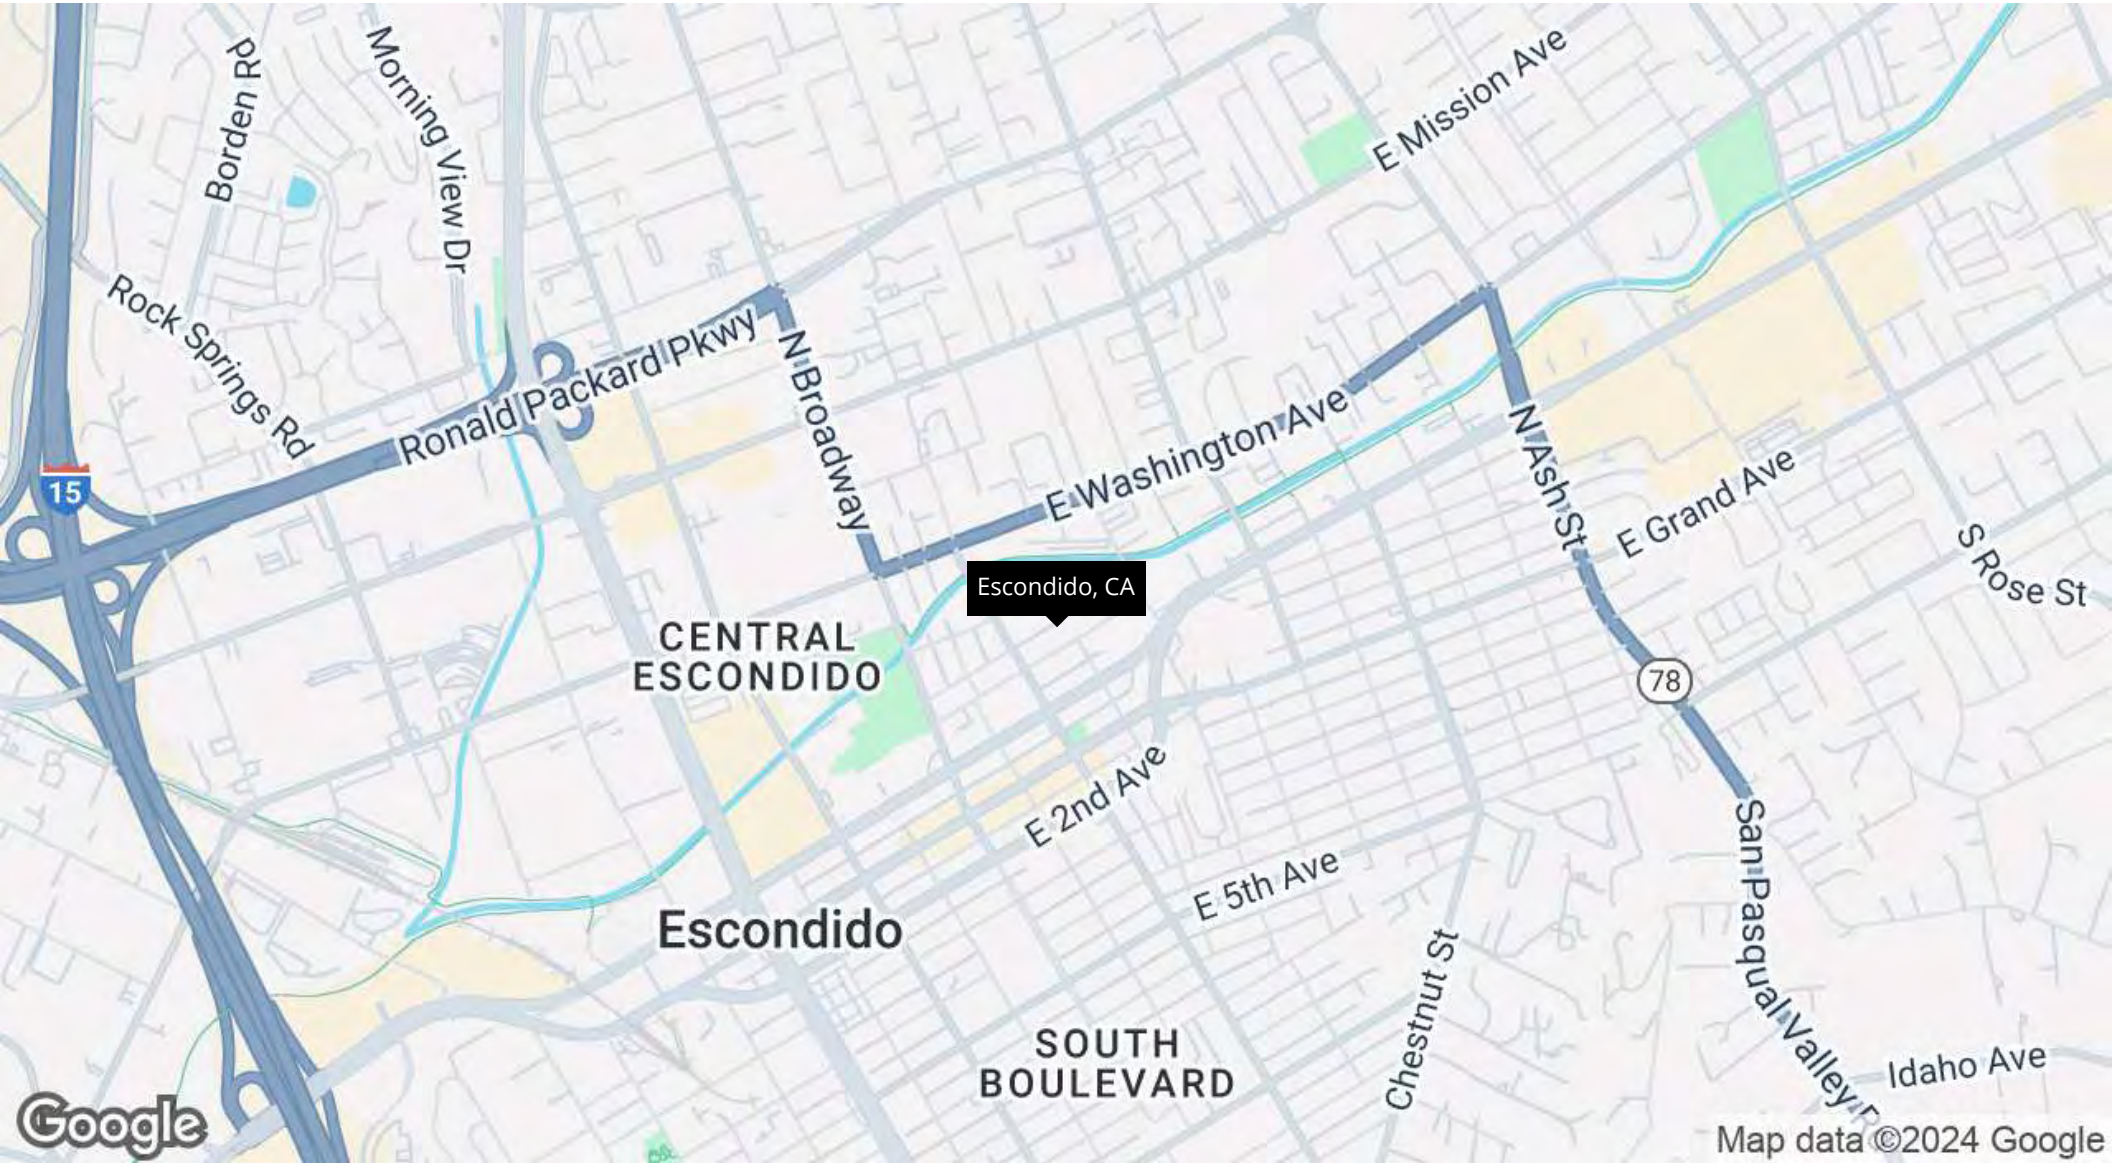 Borden Rd
Morning View Dr
E Mission Ave
Rock Springs Rd
Ronald Packard Pkwy
N Broadway
E Washington Ave
N Ash St
E Grand Ave
S Rose St
15
Escondido, CA
CENTRAL
ESCONDIDO
78
E 2nd Ave
San Pasqual Valley
E 5th Ave
Escondido
Chestnut St
SOUTH
BOULEVARD
Idaho Ave
Google
Map data ©2024 Google